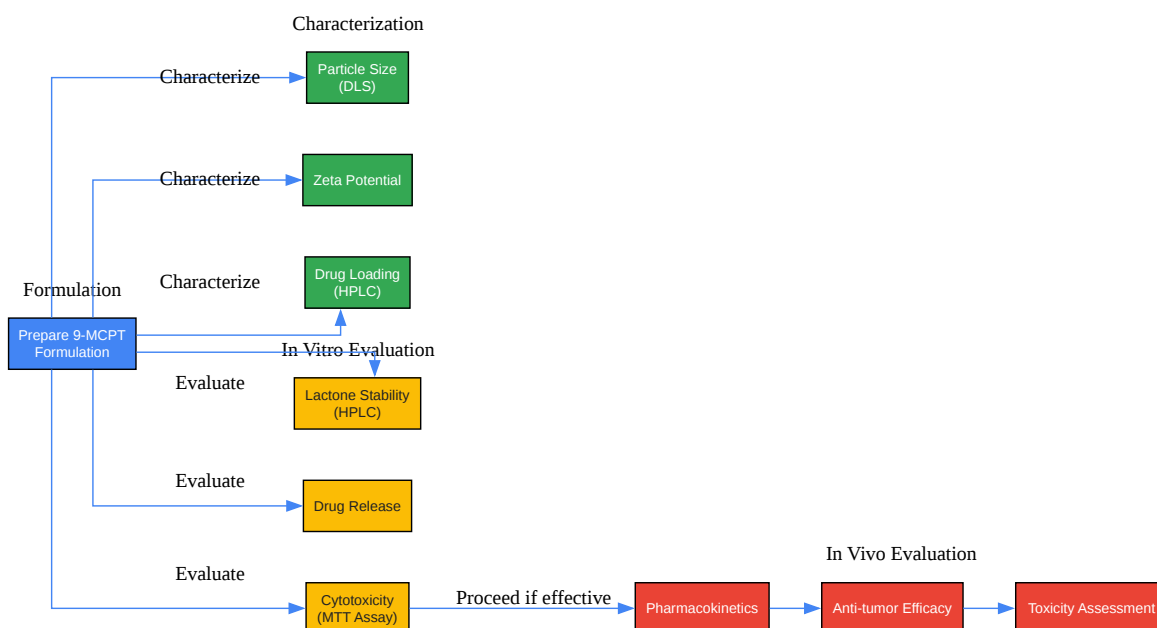 Characterization
Characterize
Particle Size
(DLS)
Characterize
Zeta Potential
Characterize
Drug Loading
(HPLC)
Formulation
Prepare 9-MCPT
Formulation
In Vitro Evaluation
Evaluate
Lactone Stability
(HPLC)
Evaluate
Drug Release
In Vivo Evaluation
Evaluate
Cytotoxicity
(MTT Assay)
Proceed if effective
Pharmacokinetics
Anti-tumor Efficacy
Toxicity Assessment